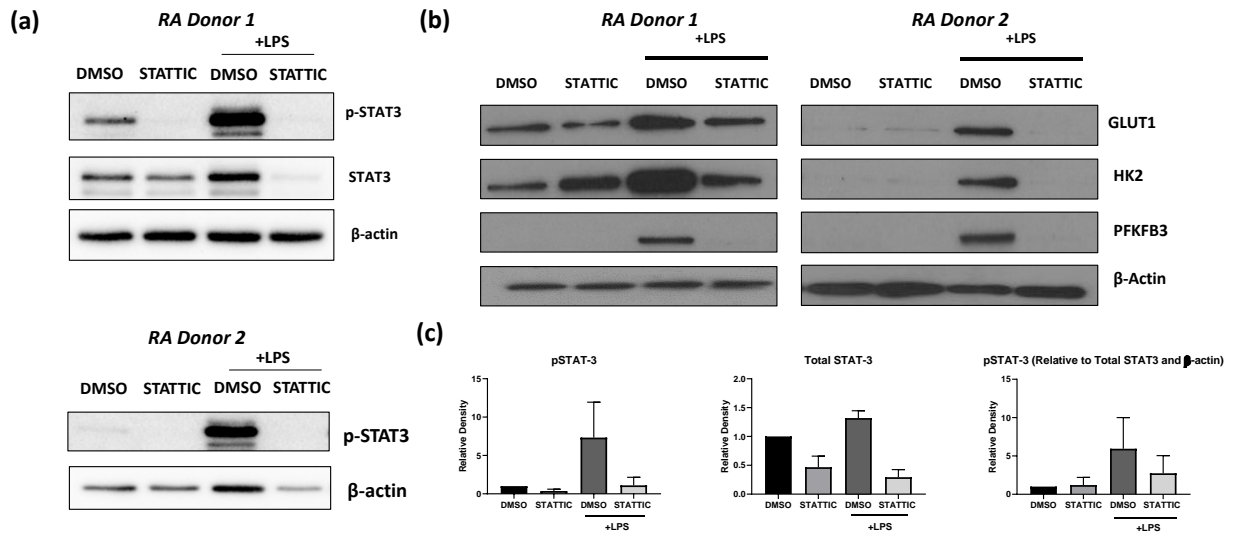 (a)
RA Donor 1
+LPS
DMSO STATTIC DMSO STATTIC
p-STAT3
STAT3
β-actin
RA Donor 2
+LPS
DMSO STATTIC DMSO STATTIC
p-STAT3
β-actin
(b)
RA Donor 1 RA Donor 2
+LPS +LPS
DMSO STATTIC DMSO STATTIC DMSO STATTIC DMSO STATTIC
GLUT1
HK2
PFKFB3
β-Actin
(c)
pSTAT-3
Relative Density
15
10
5
0
DMSO STATTIC DMSO STATTIC
+LPS
Total STAT-3
Relative Density
2.0
1.5
1.0
0.5
0.0
DMSO STATTIC DMSO STATTIC
+LPS
pSTAT-3 (Relative to Total STAT3 and β-actin)
Relative Density
15
10
5
0
DMSO STATTIC DMSO STATTIC
+LPS